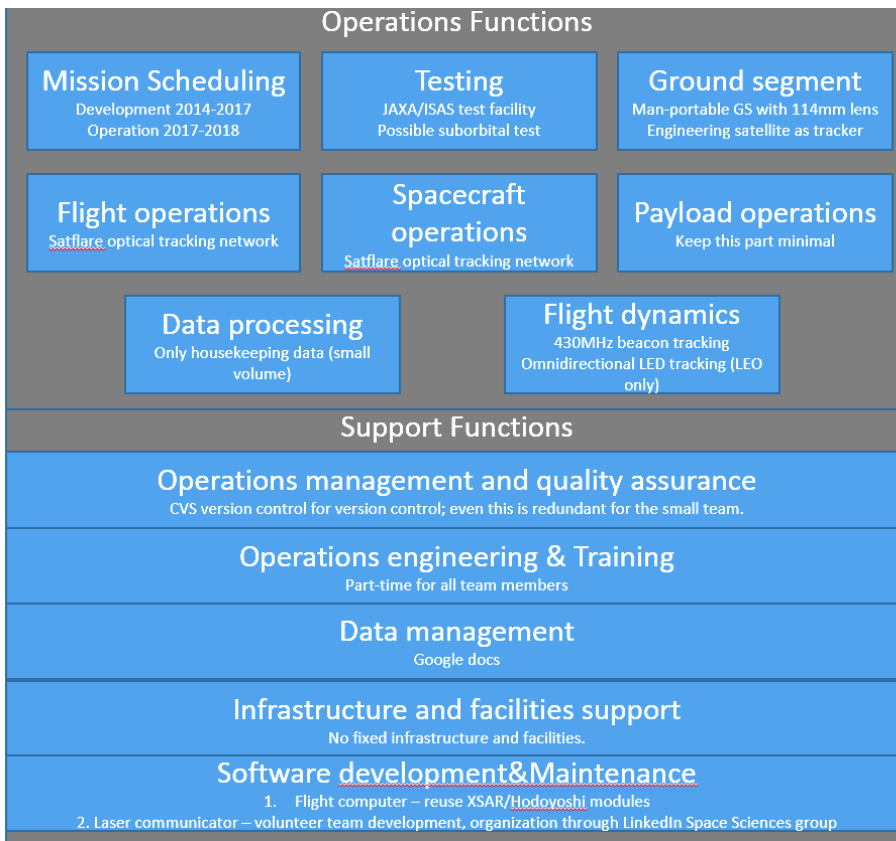 Operations Functions
Mission Scheduling
Development 2014-2017
Operation 2017-2018
Testing
JAXA/ISAS test facility
Possible suborbital test
Ground segment
Man-portable GS with 114mm lens
Engineering satellite as tracker
Flight operations
Satflare optical tracking network
Spacecraft
operations
Satflare optical tracking network
Payload operations
Keep this part minimal
Data processing
Only housekeeping data (small
volume)
Flight dynamics
430MHz beacon tracking
Omnidirectional LED tracking (LEO
only)
Support Functions
Operations management and quality assurance
CVS version control for version control; even this is redundant for the small team.
Operations engineering & Training
Part-time for all team members
Data management
Google docs
Infrastructure and facilities support
No fixed infrastructure and facilities.
Software development&Maintenance
1. Flight computer – reuse XSAR/Hodoyoshi modules
2. Laser communicator – volunteer team development, organization through LinkedIn Space Sciences group